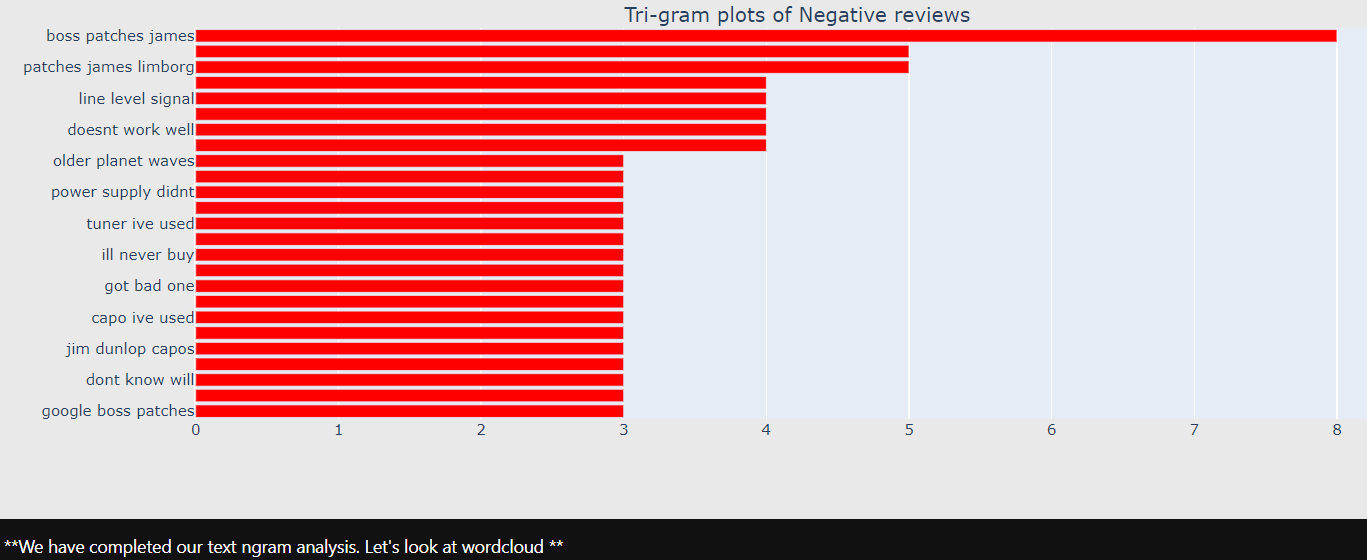 Tri-gram plots of Negative reviews
boss patches james
patches james limborg
line level signal
doesnt work well
older planet waves
power supply didnt
tuner ive used
ill never buy
got bad one
capo ive used
jim dunlop capos
dont know will
google boss patches
0 1 2 3 4 5 6 7 8
**We have completed our text ngram analysis. Let's look at wordcloud **